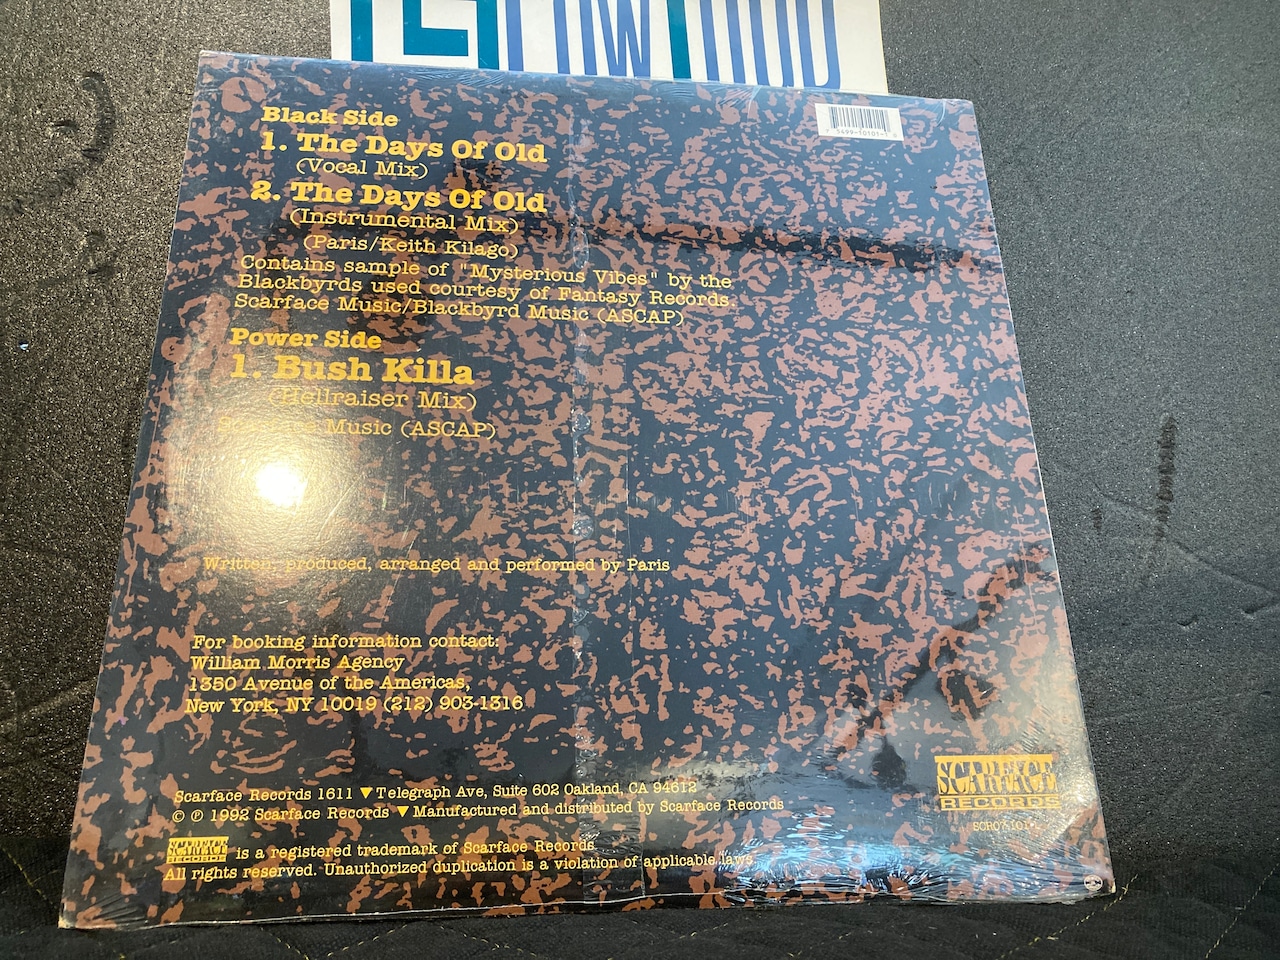 Black Side
1. The Days Of Old
(Vocal Mix)
2. The Days Of Old
(Instrumental Mix)
(Paris/Keith Kilago)
Contains sample of "Mysterious Vibes" by the
Blackbyrds used courtesy of Fantasy Records.
Scarface Music/Blackbyrd Music (ASCAP)
Power Side
1. Bush Killa
(Hellraiser Mix)
Scarface Music (ASCAP)
Written, produced, arranged and performed by Paris
For booking information contact:
William Morris Agency
1350 Avenue of the Americas,
New York, NY 10019 (212) 903-1316
SCARFACE
RECORDS
Scarface Records 1611 ▼ Telegraph Ave, Suite 602 Oakland, CA 94612
© ℗ 1992 Scarface Records ▼ Manufactured and distributed by Scarface Records
SCARFACE RECORDS is a registered trademark of Scarface Records
All rights reserved. Unauthorized duplication is a violation of applicable laws